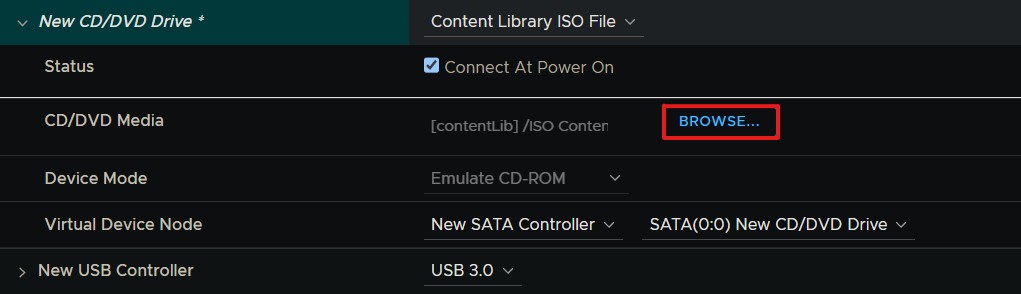 New CD/DVD Drive * Content Library ISO File
Status Connect At Power On
CD/DVD Media [contentLib] /ISO Conten BROWSE...
Device Mode Emulate CD-ROM
Virtual Device Node New SATA Controller SATA(0:0) New CD/DVD Drive
New USB Controller USB 3.0